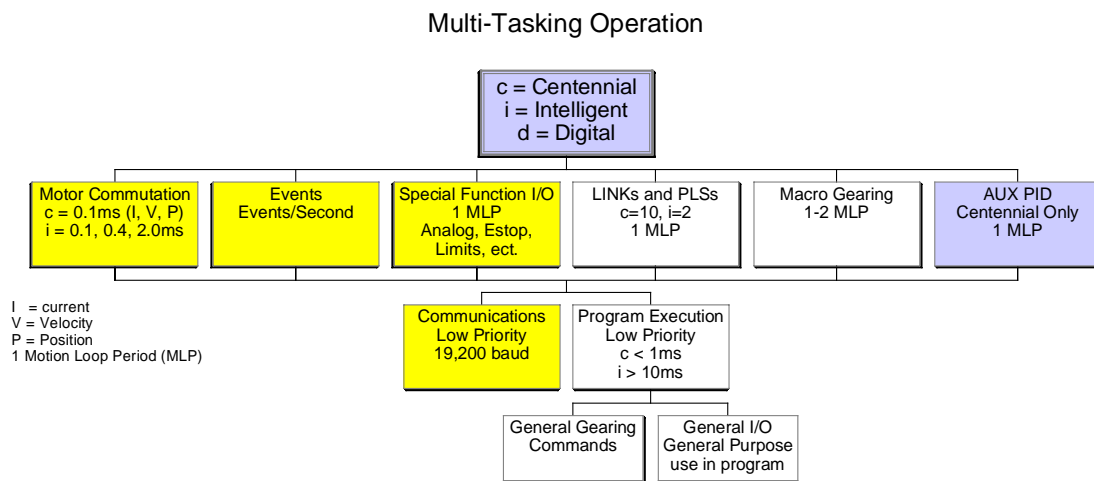 Multi-Tasking Operation
c = Centennial
i = Intelligent
d = Digital
Motor Commutation
c = 0.1ms (I, V, P)
i = 0.1, 0.4, 2.0ms
Events
Events/Second
Special Function I/O
1 MLP
Analog, Estop,
Limits, ect.
LINKs and PLSs
c=10, i=2
1 MLP
Macro Gearing
1-2 MLP
AUX PID
Centennial Only
1 MLP
I = current
V = Velocity
P = Position
1 Motion Loop Period (MLP)
Communications
Low Priority
19,200 baud
Program Execution
Low Priority
c < 1ms
i > 10ms
General Gearing
Commands
General I/O
General Purpose
use in program